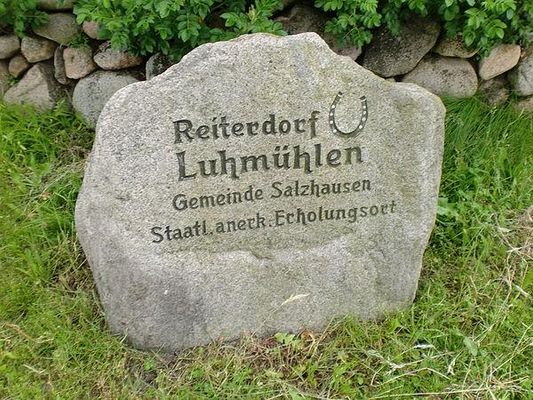 Reiterdorf
Luhmühlen
Gemeinde Salzhausen
Staatl. anerk. Erholungsort